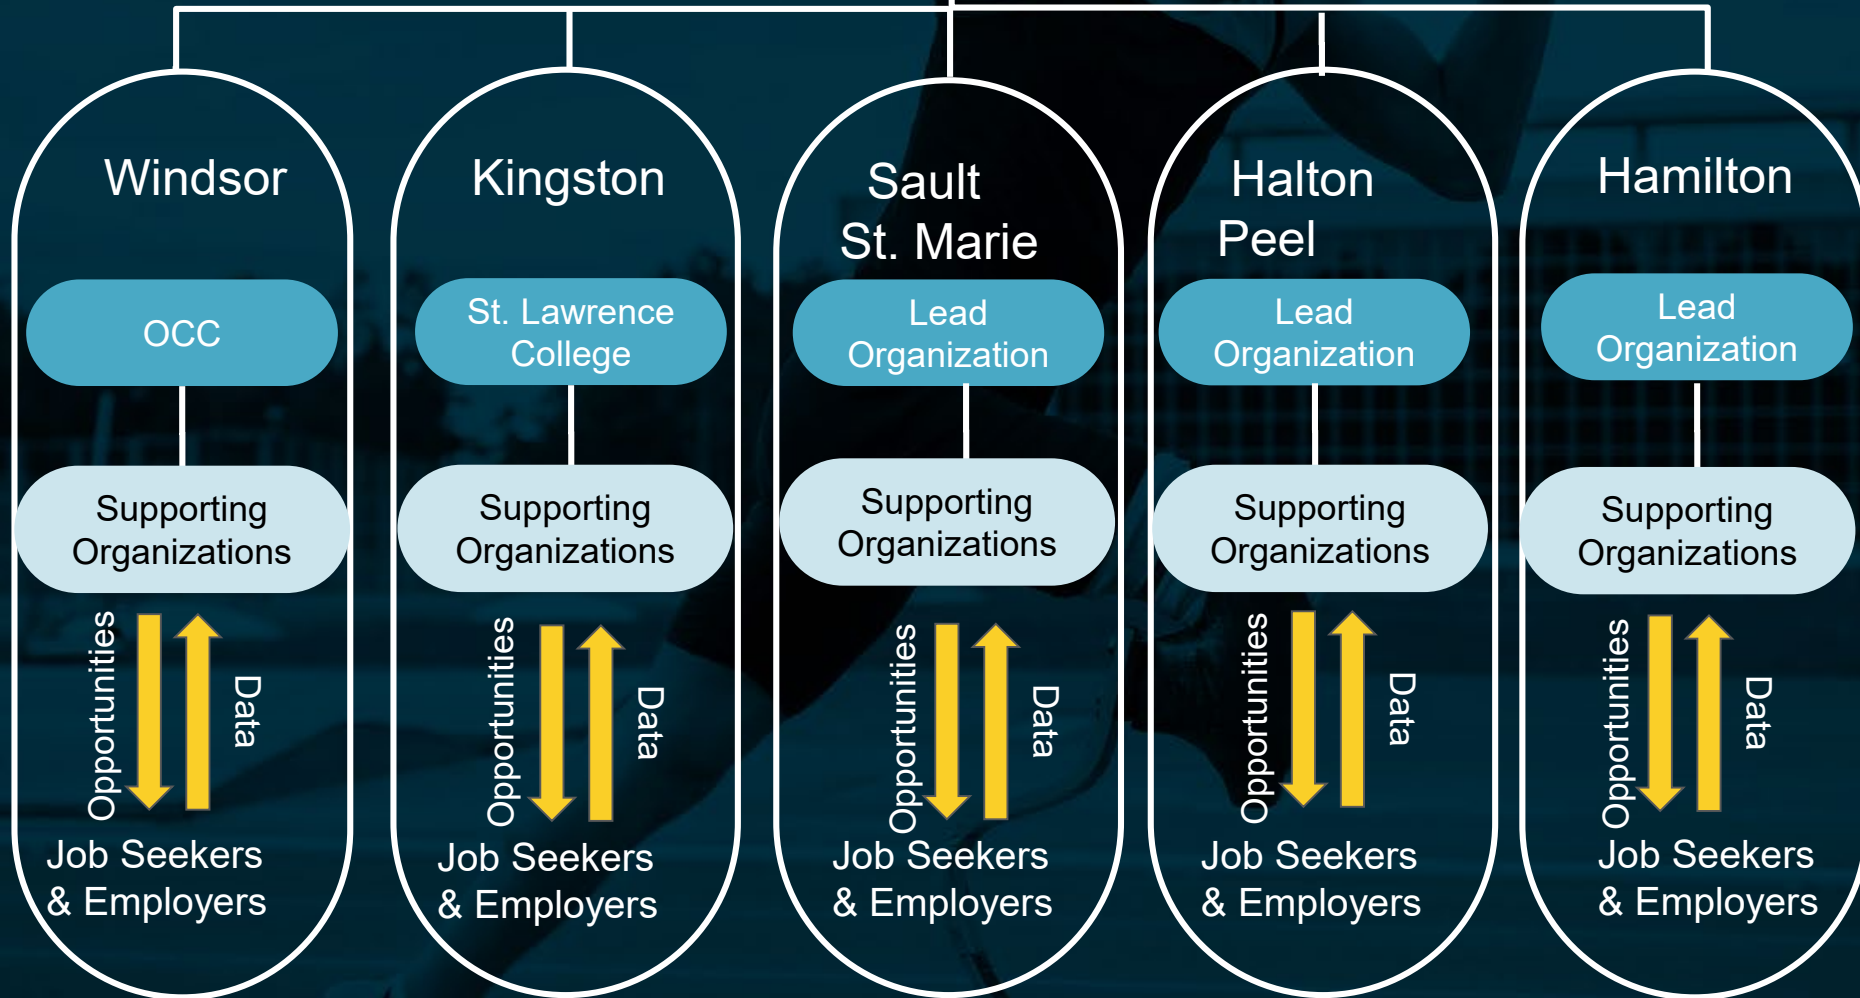 Windsor
OCC
Supporting
Organizations
Opportunities
Data
Job Seekers
& Employers
Kingston
St. Lawrence
College
Supporting
Organizations
Opportunities
Data
Job Seekers
& Employers
Sault
St. Marie
Lead
Organization
Supporting
Organizations
Opportunities
Data
Job Seekers
& Employers
Halton
Peel
Lead
Organization
Supporting
Organizations
Opportunities
Data
Job Seekers
& Employers
Hamilton
Lead
Organization
Supporting
Organizations
Opportunities
Data
Job Seekers
& Employers